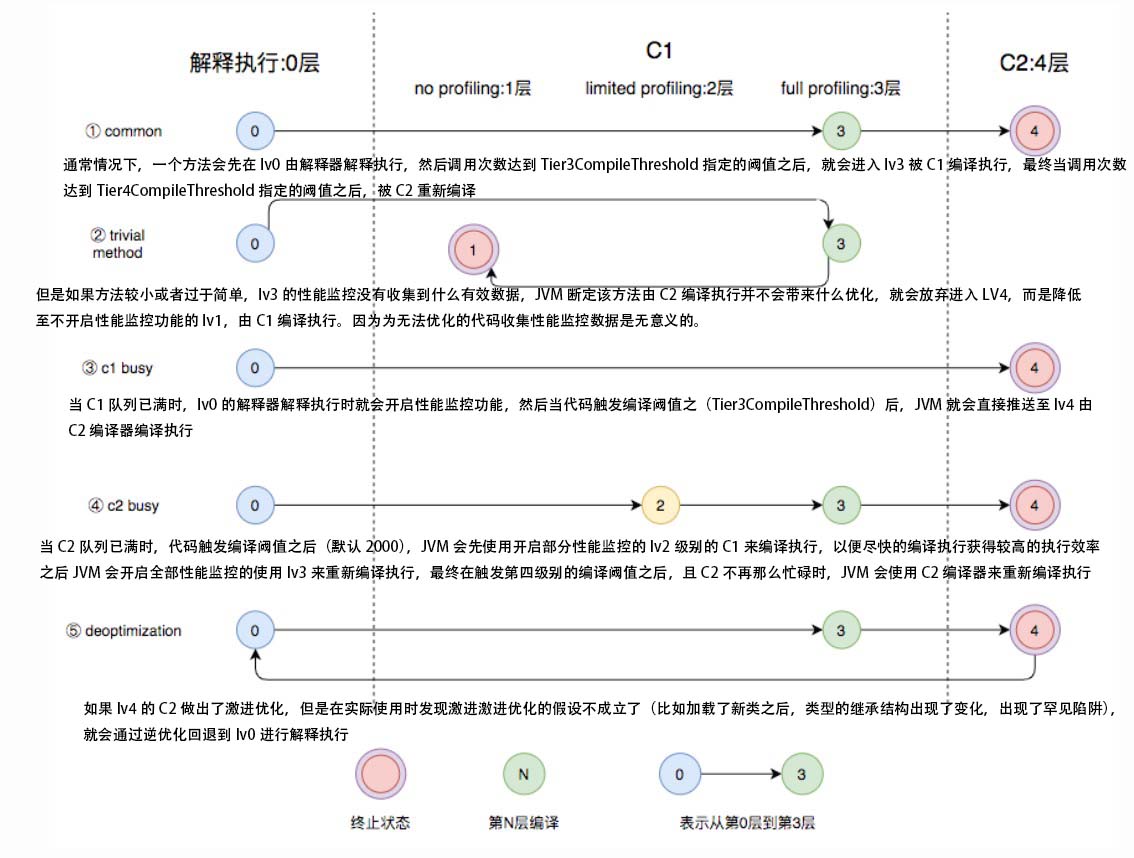 解释执行:0层
C1
C2:4层
no profiling:1层
limited profiling:2层
full profiling:3层
① common
0
3
4
通常情况下，一个方法会先在 lv0 由解释器解释执行，然后调用次数达到 Tier3CompileThreshold 指定的阀值之后，就会进入 lv3 被 C1 编译执行，最终当调用次数
达到 Tier4CompileThreshold 指定的阀值之后，被 C2 重新编译
② trivial
method
0
1
3
但是如果方法较小或者过于简单，lv3 的性能监控没有收集到什么有效数据，JVM 断定该方法由 C2 编译执行并不会带来什么优化，就会放弃进入 LV4，而是降低
至不开启性能监控功能的 lv1，由 C1 编译执行。因为为无法优化的代码收集性能监控数据是无意义的。
③ c1 busy
0
4
当 C1 队列已满时，lv0 的解释器解释执行时就会开启性能监控功能，然后当代码触发编译阀值之（Tier3CompileThreshold）后，JVM 就会直接推送至 lv4 由
C2 编译器编译执行
④ c2 busy
0
2
3
4
当 C2 队列已满时，代码触发编译阀值之后（默认 2000），JVM 会先使用开启部分性能监控的 lv2 级别的 C1 来编译执行，以便尽快的编译执行获得较高的执行效率
之后 JVM 会开启全部性能监控的使用 lv3 来重新编译执行，最终在触发第四级别的编译阀值之后，且 C2 不再那么忙碌时，JVM 会使用 C2 编译器来重新编译执行
⑤ deoptimization
0
3
4
如果 lv4 的 C2 做出了激进优化，但是在实际使用时发现激进激进优化的假设不成立了（比如加载了新类之后，类型的继承结构出现了变化，出现了罕见陷阱），
就会通过逆优化回退到 lv0 进行解释执行
N
0
3
终止状态
第N层编译
表示从第0层到第3层